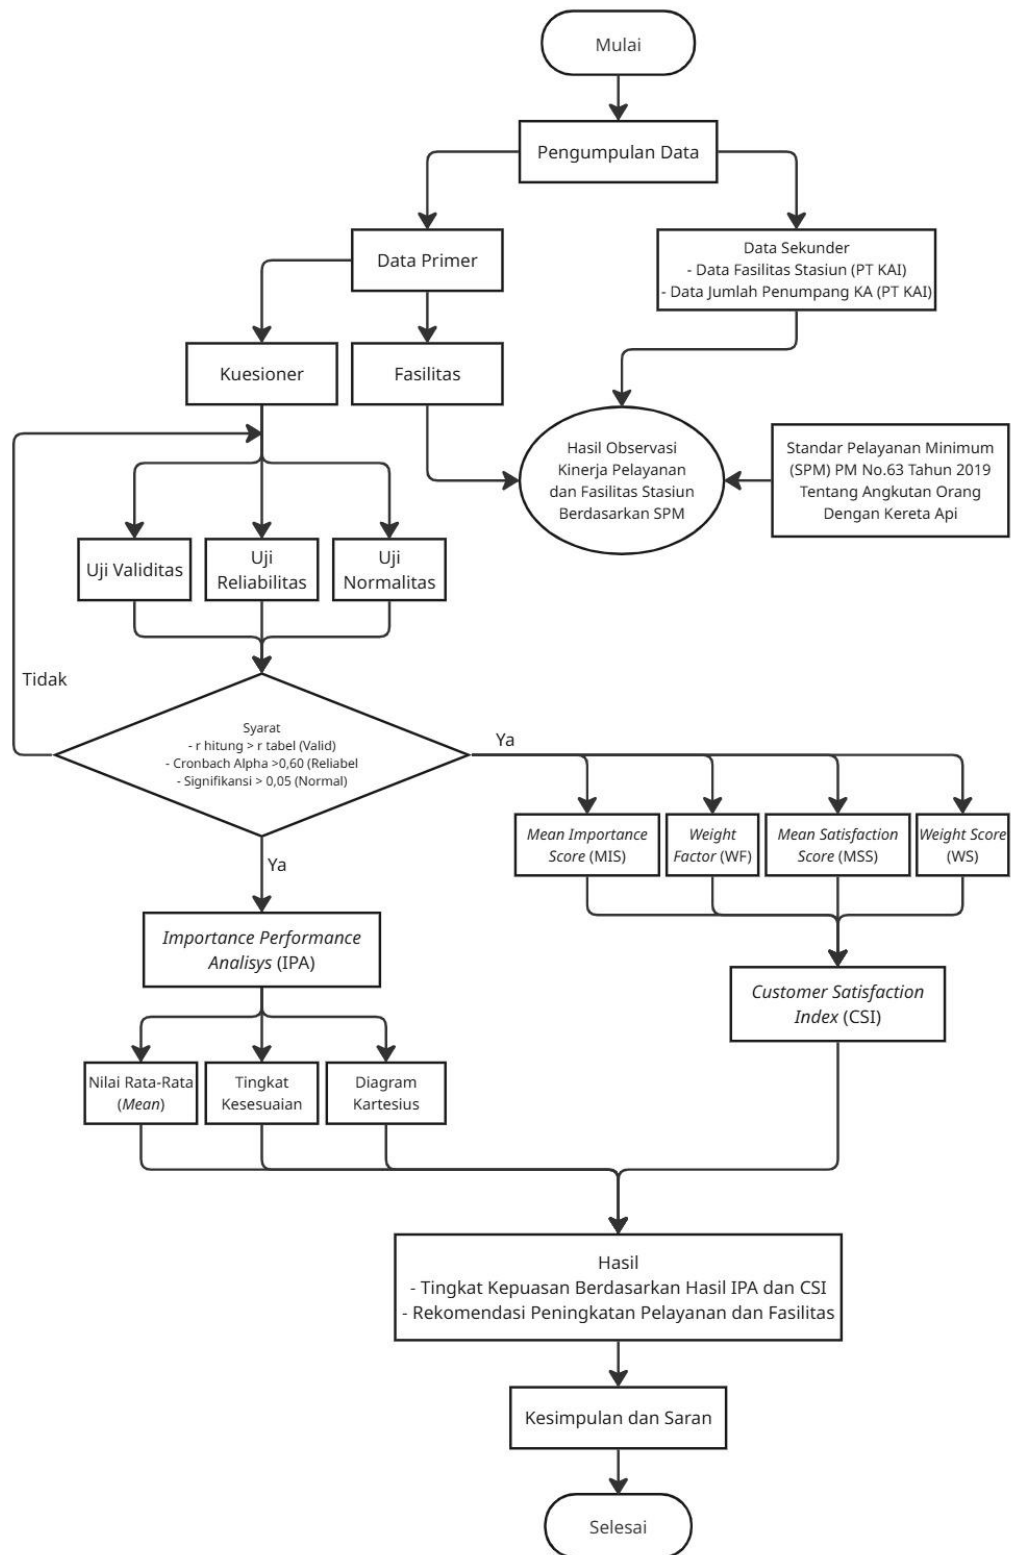 Mulai
Pengumpulan Data
Data Primer
Data Sekunder
- Data Fasilitas Stasiun (PT KAI)
- Data Jumlah Penumpang KA (PT KAI)
Kuesioner
Fasilitas
Hasil Observasi
Kinerja Pelayanan
dan Fasilitas Stasiun
Berdasarkan SPM
Standar Pelayanan Minimum
(SPM) PM No.63 Tahun 2019
Tentang Angkutan Orang
Dengan Kereta Api
Uji Validitas
Uji
Reliabilitas
Uji
Normalitas
Tidak
Syarat
- r hitung > r tabel (Valid)
- Cronbach Alpha >0,60 (Reliabel
- Signifikansi > 0,05 (Normal)
Ya
Mean Importance
Score (MIS)
Weight
Factor (WF)
Mean Satisfaction
Score (MSS)
Weight Score
(WS)
Ya
Importance Performance
Analisys (IPA)
Customer Satisfaction
Index (CSI)
Nilai Rata-Rata
(Mean)
Tingkat
Kesesuaian
Diagram
Kartesius
Hasil
- Tingkat Kepuasan Berdasarkan Hasil IPA dan CSI
- Rekomendasi Peningkatan Pelayanan dan Fasilitas
Kesimpulan dan Saran
Selesai